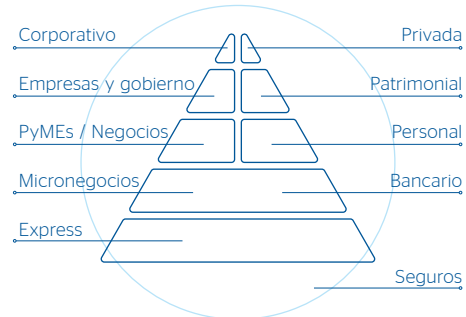 Corporativo
Privada
Empresas y gobierno
Patrimonial
PyMEs / Negocios
Personal
Micronegocios
Bancario
Express
Seguros